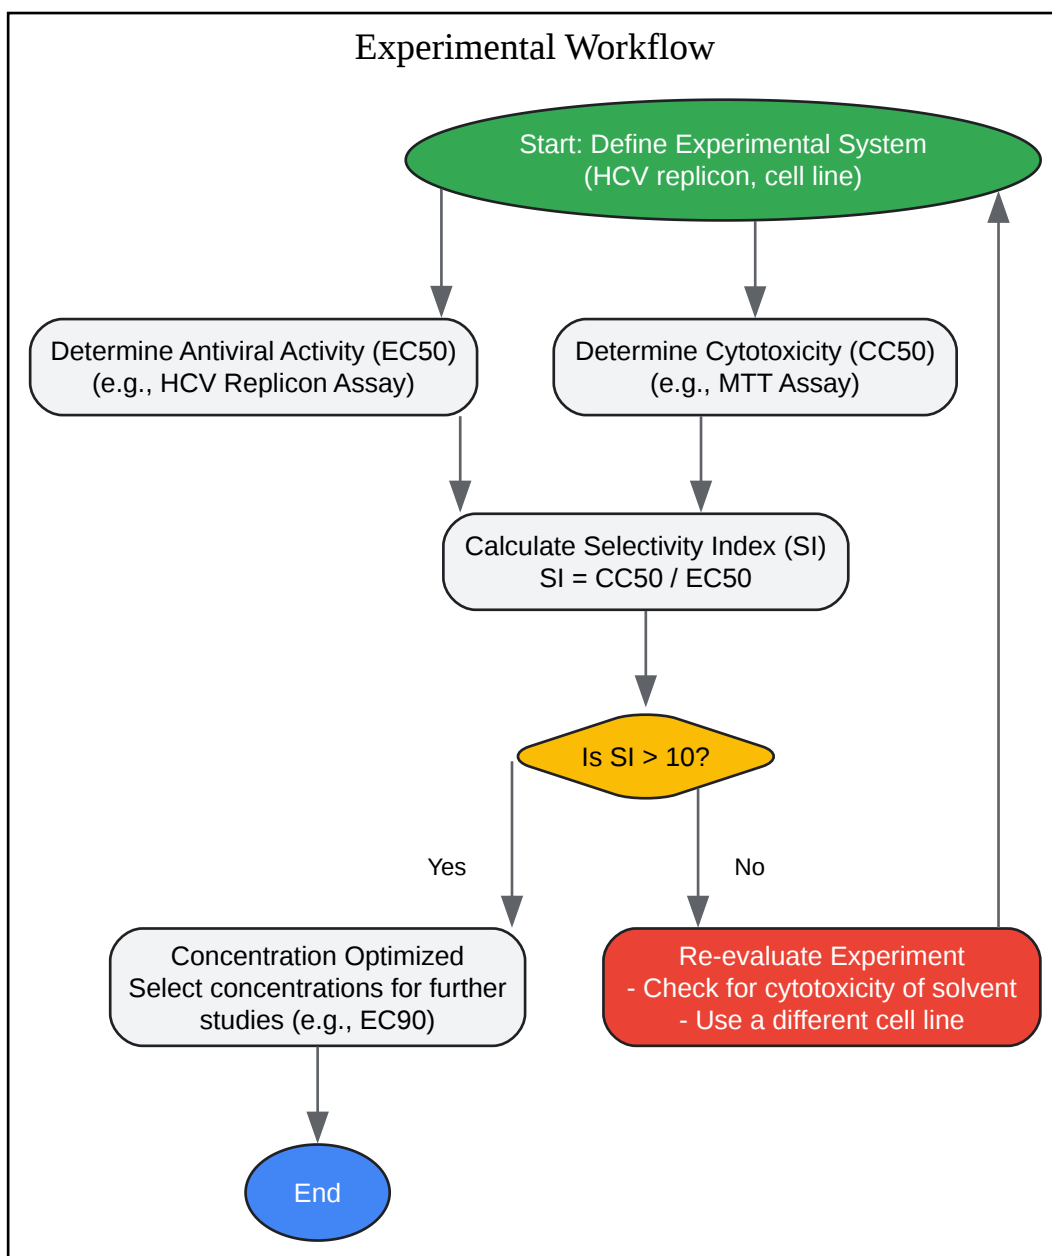 Experimental Workflow
Start: Define Experimental System
(HCV replicon, cell line)
Determine Antiviral Activity (EC50)
(e.g., HCV Replicon Assay)
Determine Cytotoxicity (CC50)
(e.g., MTT Assay)
Calculate Selectivity Index (SI)
SI = CC50 / EC50
Is SI > 10?
Yes
No
Concentration Optimized
Select concentrations for further
studies (e.g., EC90)
Re-evaluate Experiment
- Check for cytotoxicity of solvent
- Use a different cell line
End